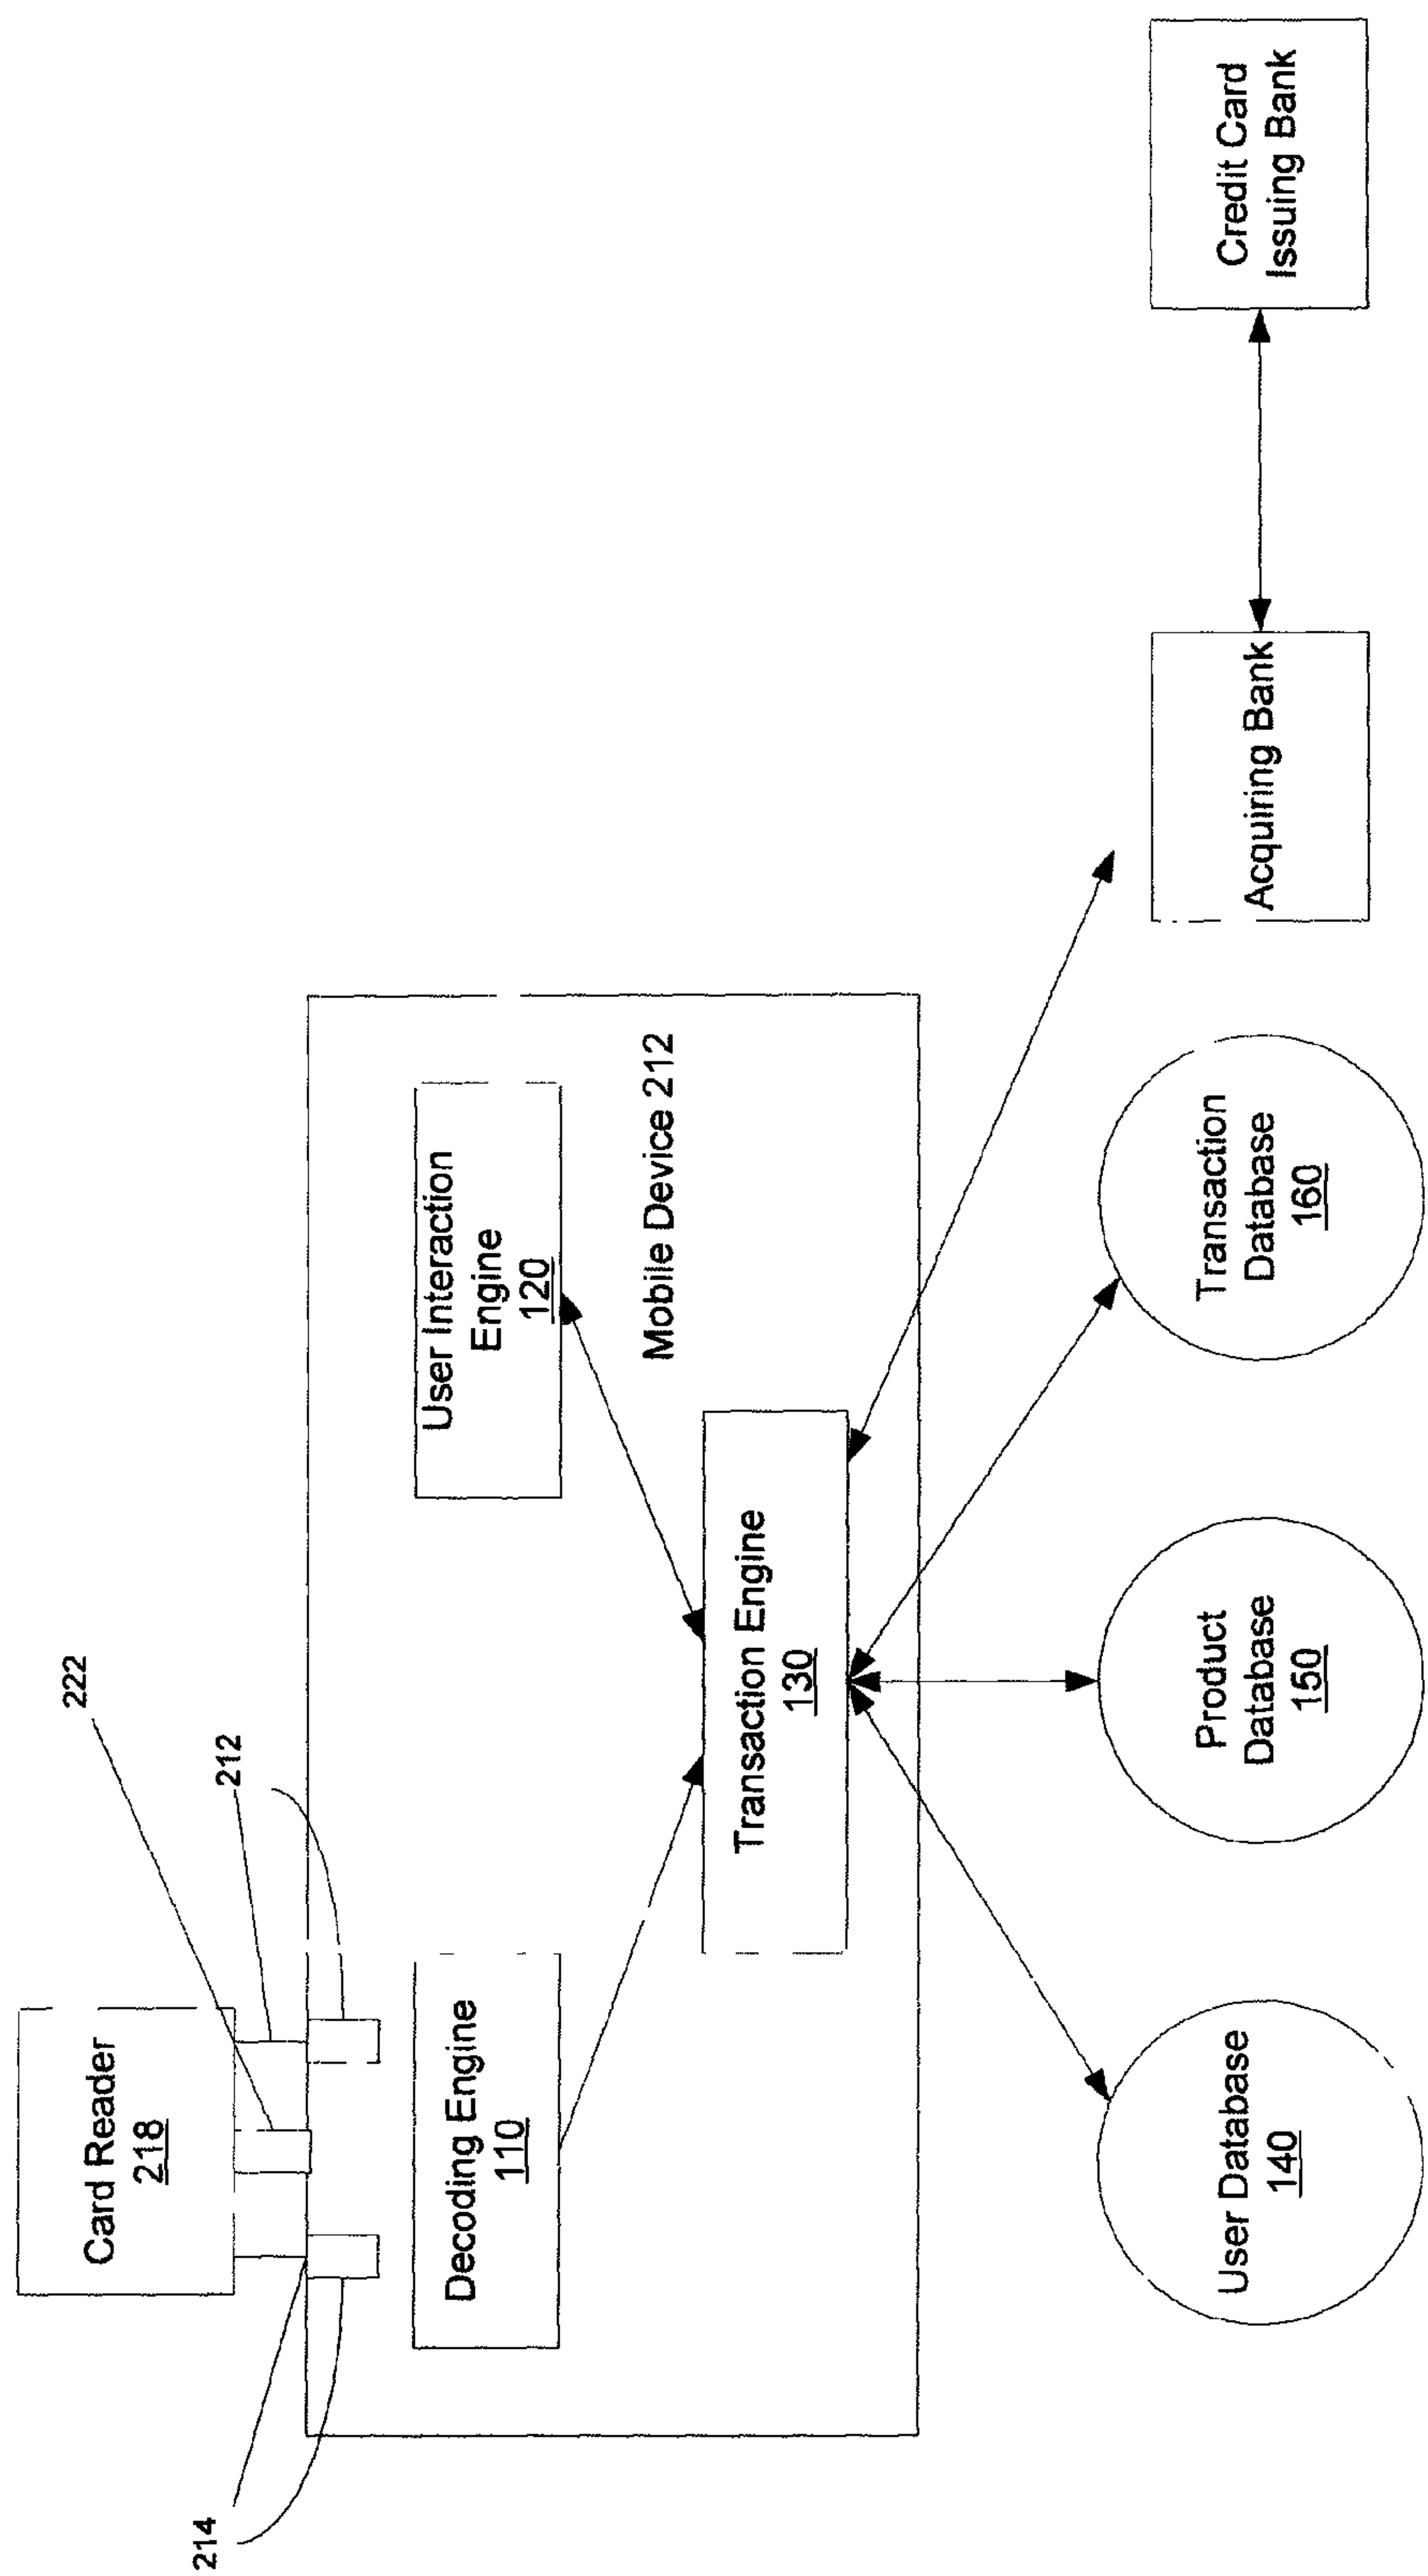 Card Reader
218
222
212
214
Decoding Engine
110
User Interaction
Engine
120
Mobile Device 212
Transaction Engine
130
User Database
140
Product
Database
150
Transaction
Database
160
Acquiring Bank
Credit Card
Issuing Bank